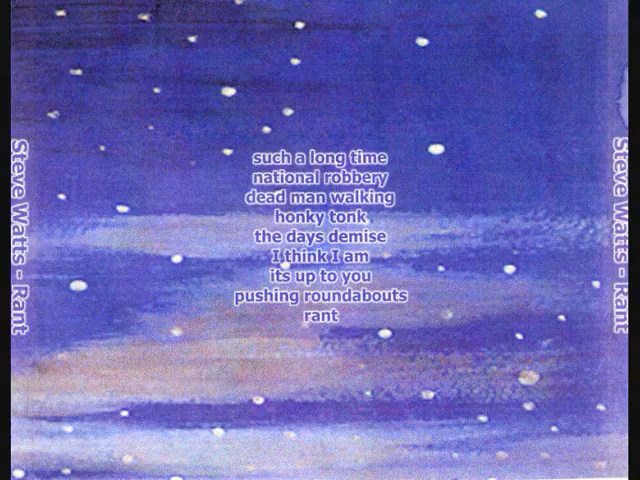 Steve Watts - Rant
such a long time
national robbery
dead man walking
honky tonk
the days demise
I think I am
its up to you
pushing roundabouts
rant
Steve Watts - Rant